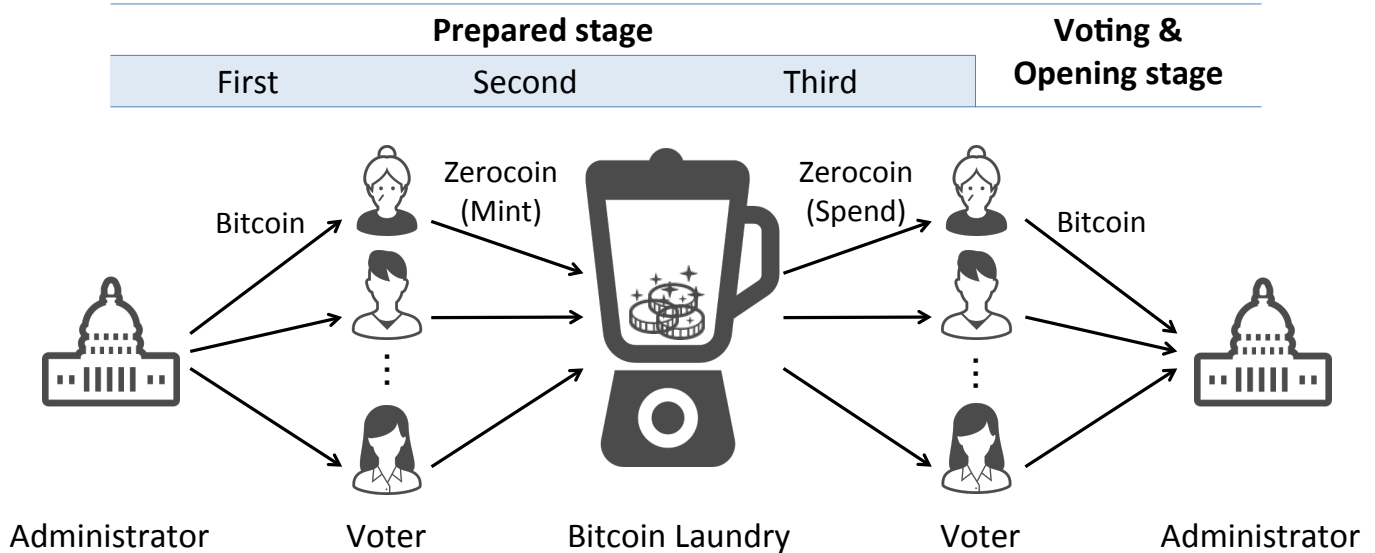 Prepared stage
Voting &
Opening stage
First
Second
Third
Bitcoin
Zerocoin
(Mint)
Zerocoin
(Spend)
Bitcoin
Administrator
Voter
Bitcoin Laundry
Voter
Administrator